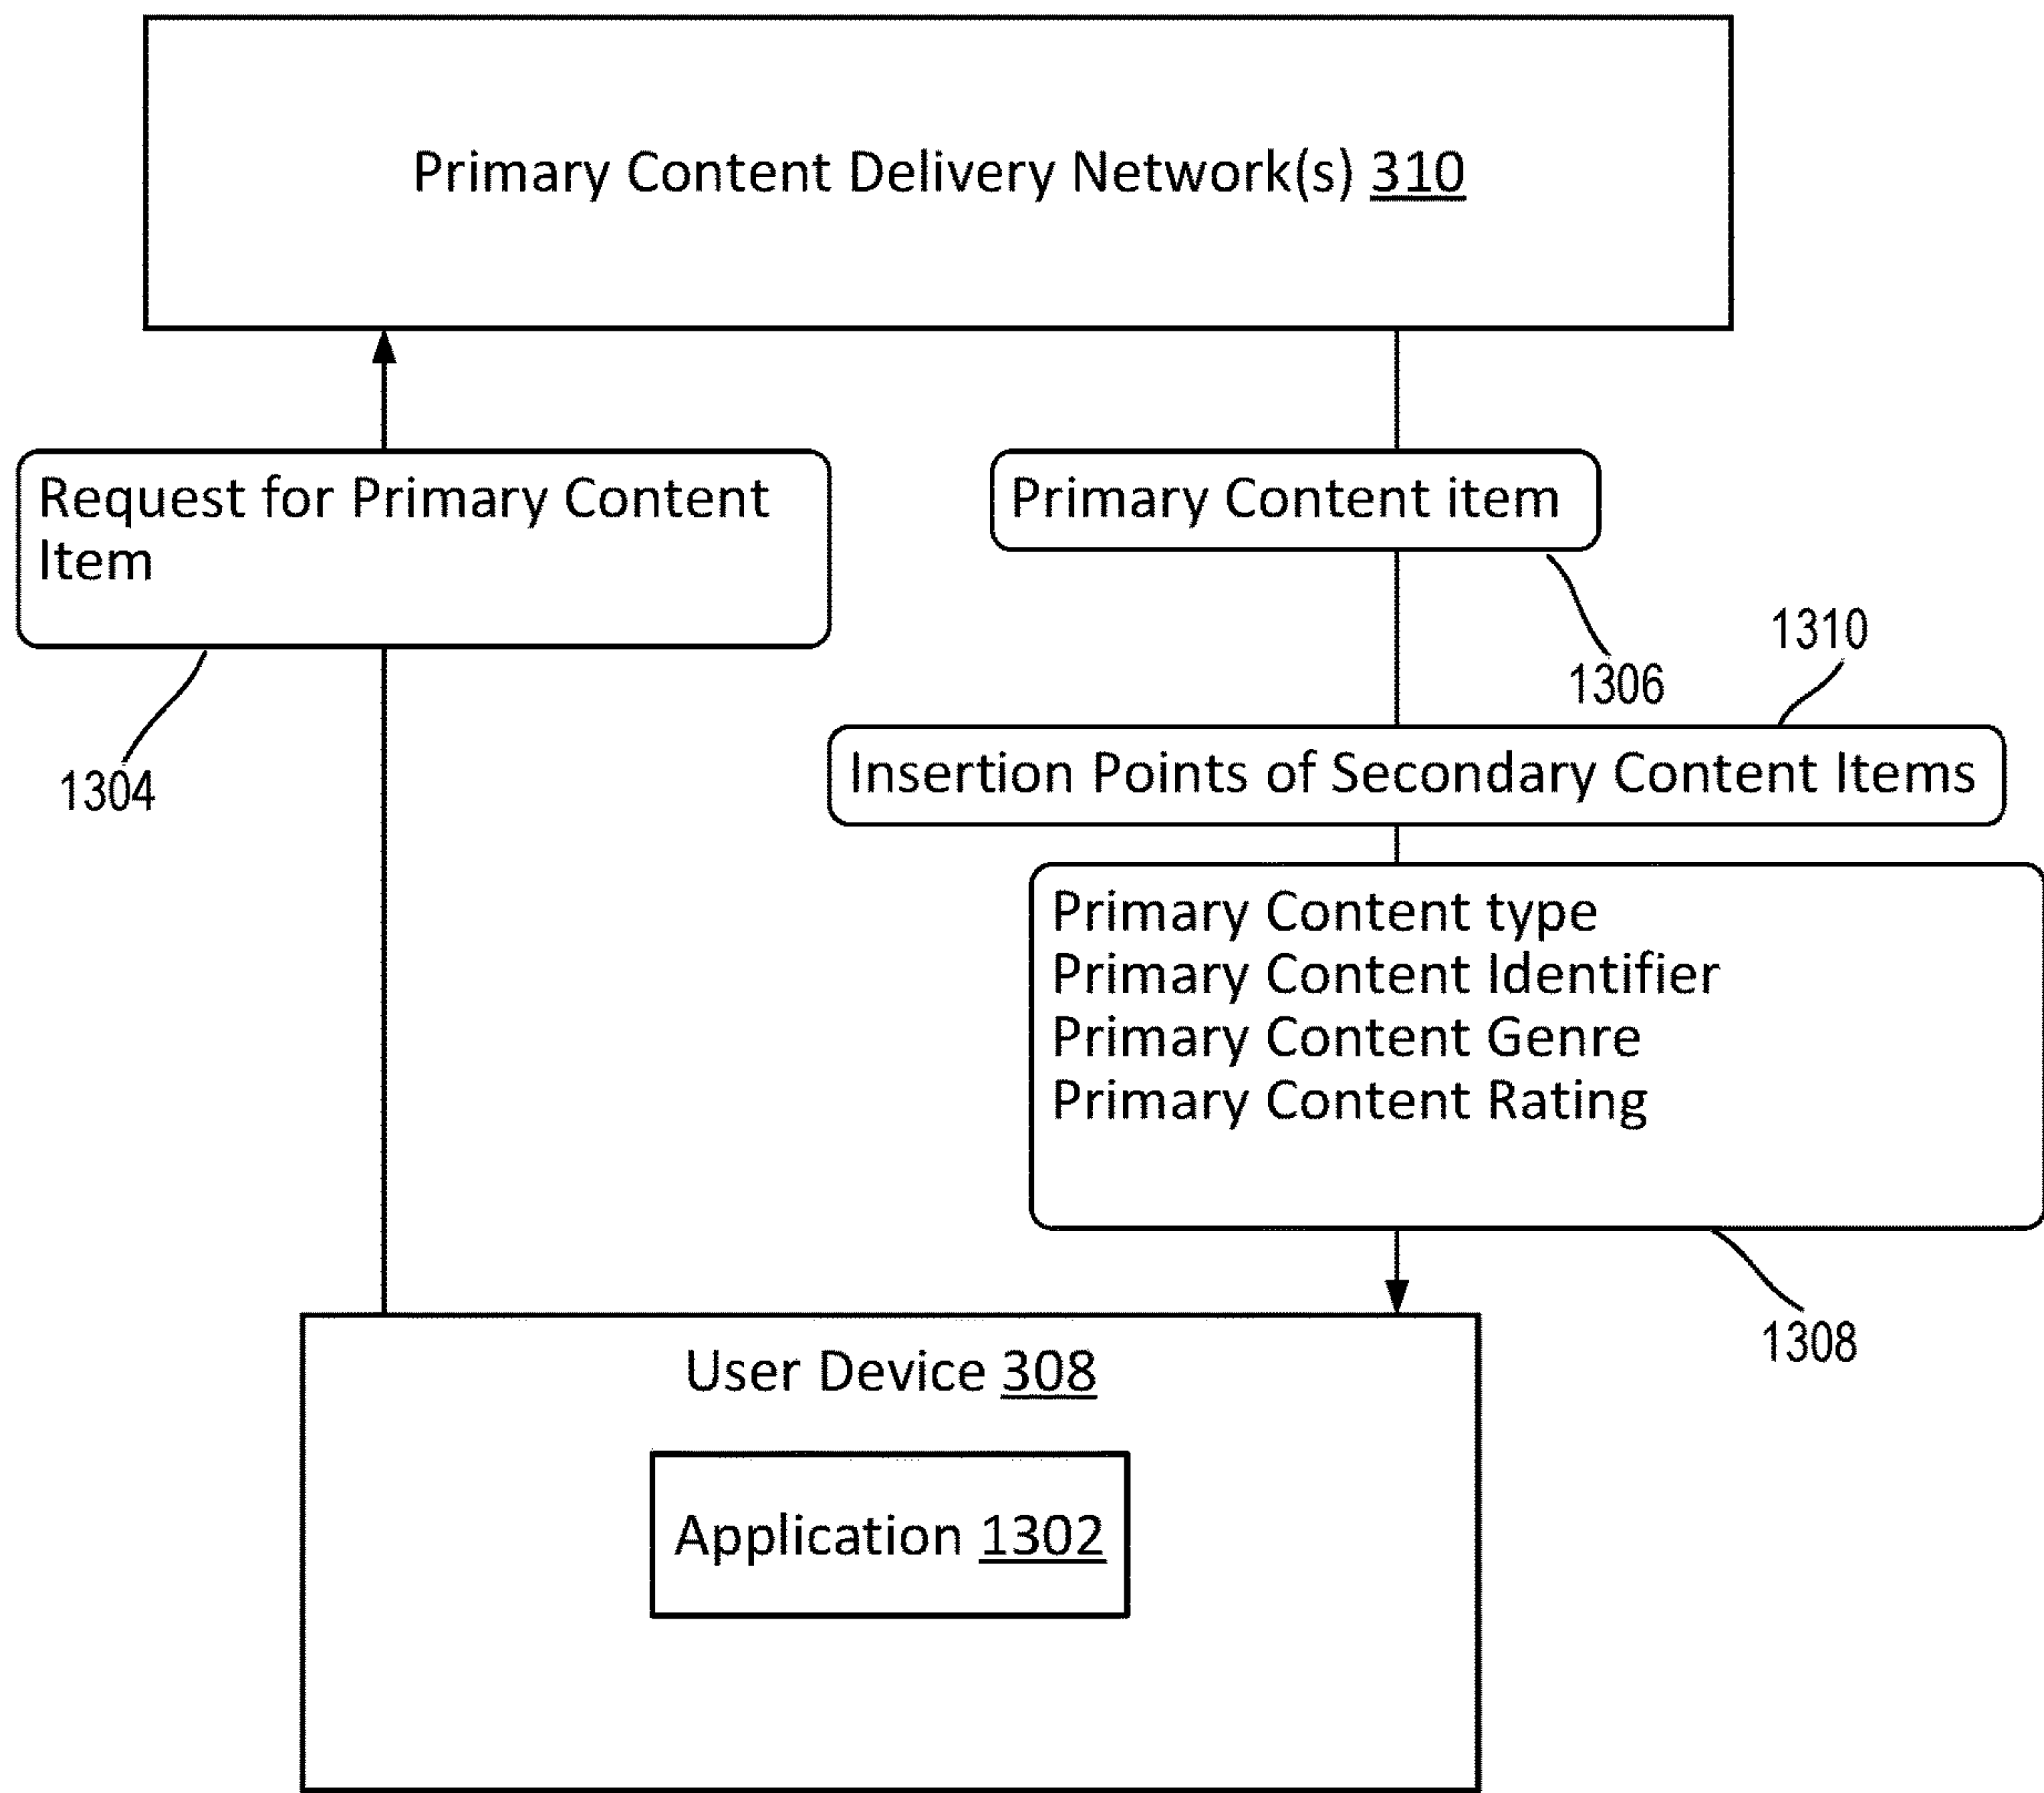 Primary Content Delivery Network(s) 310
Request for Primary Content
Item
1304
Primary Content item
1306
1310
Insertion Points of Secondary Content Items
Primary Content type
Primary Content Identifier
Primary Content Genre
Primary Content Rating
1308
User Device 308
Application 1302